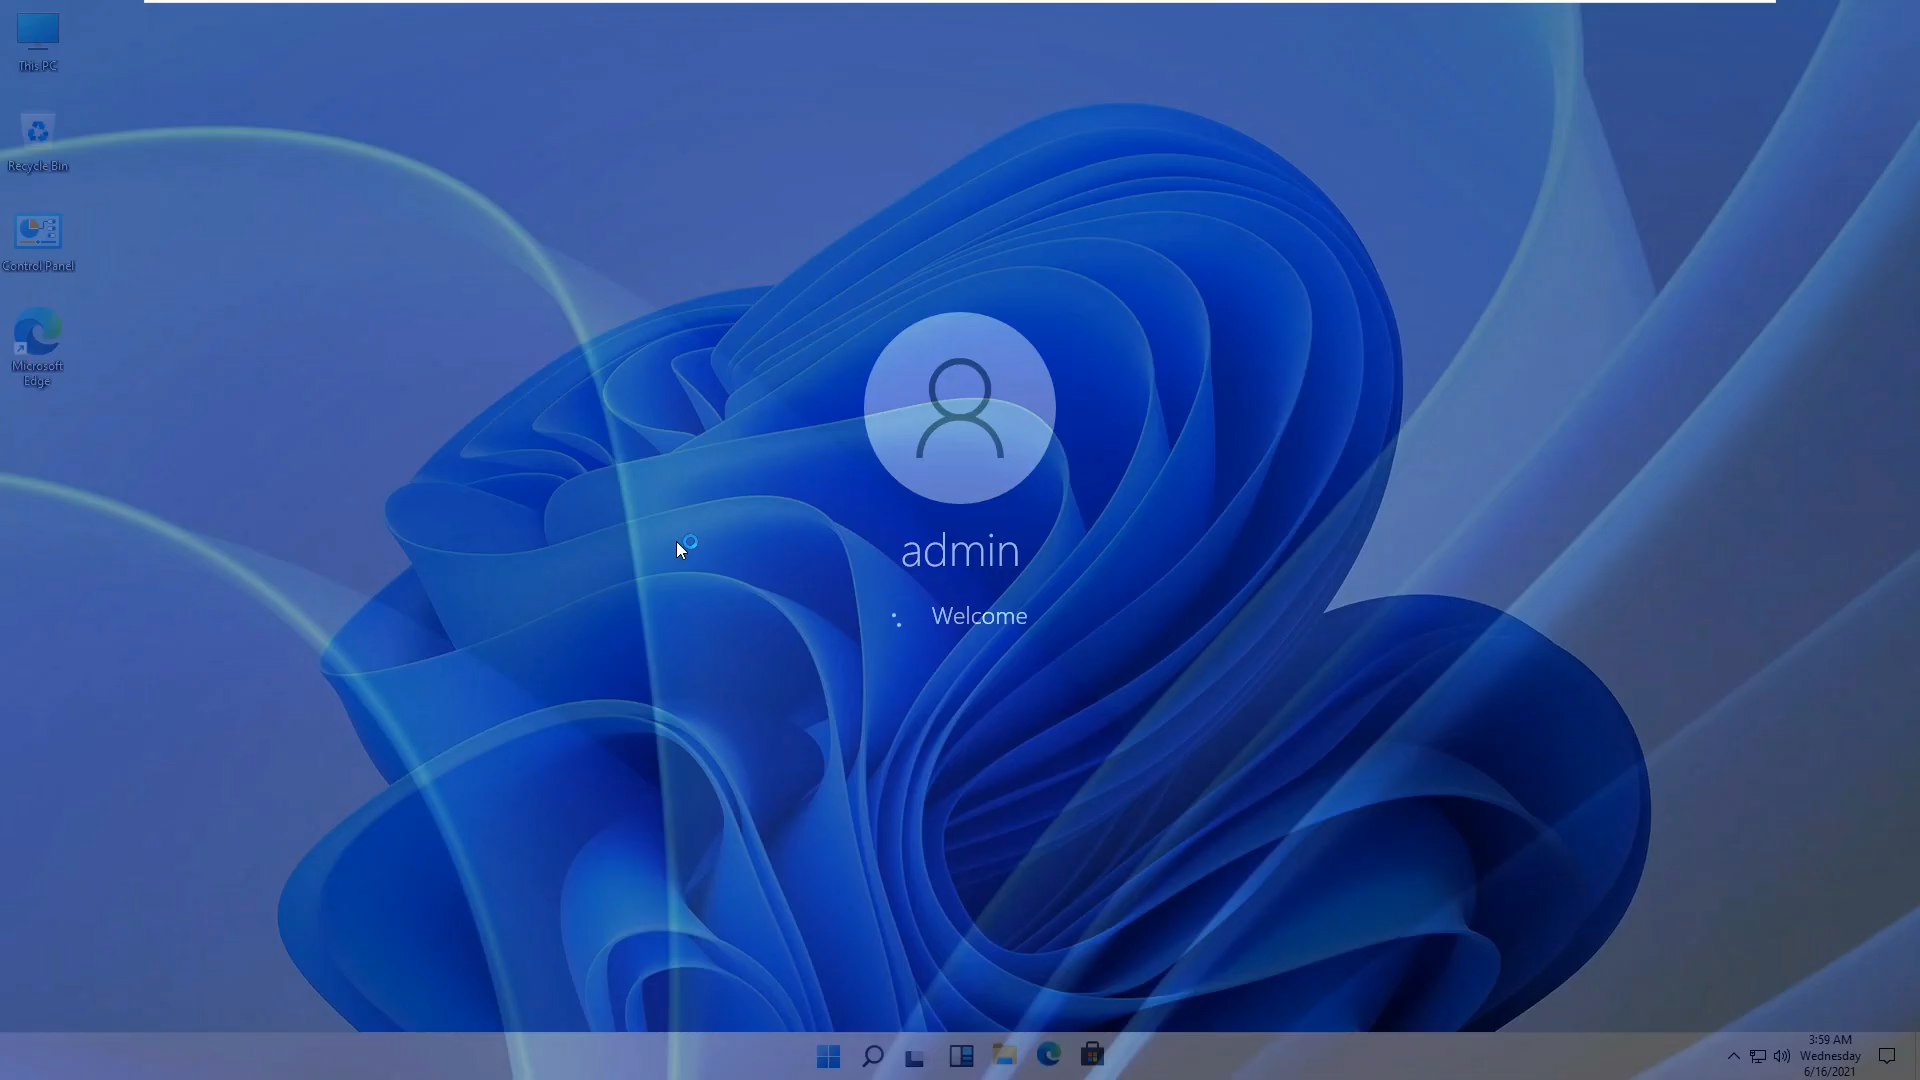 This PC
Recycle Bin
Control Panel
Microsoft
Edge
admin
Welcome
3:59 AM
Wednesday
6/16/2021